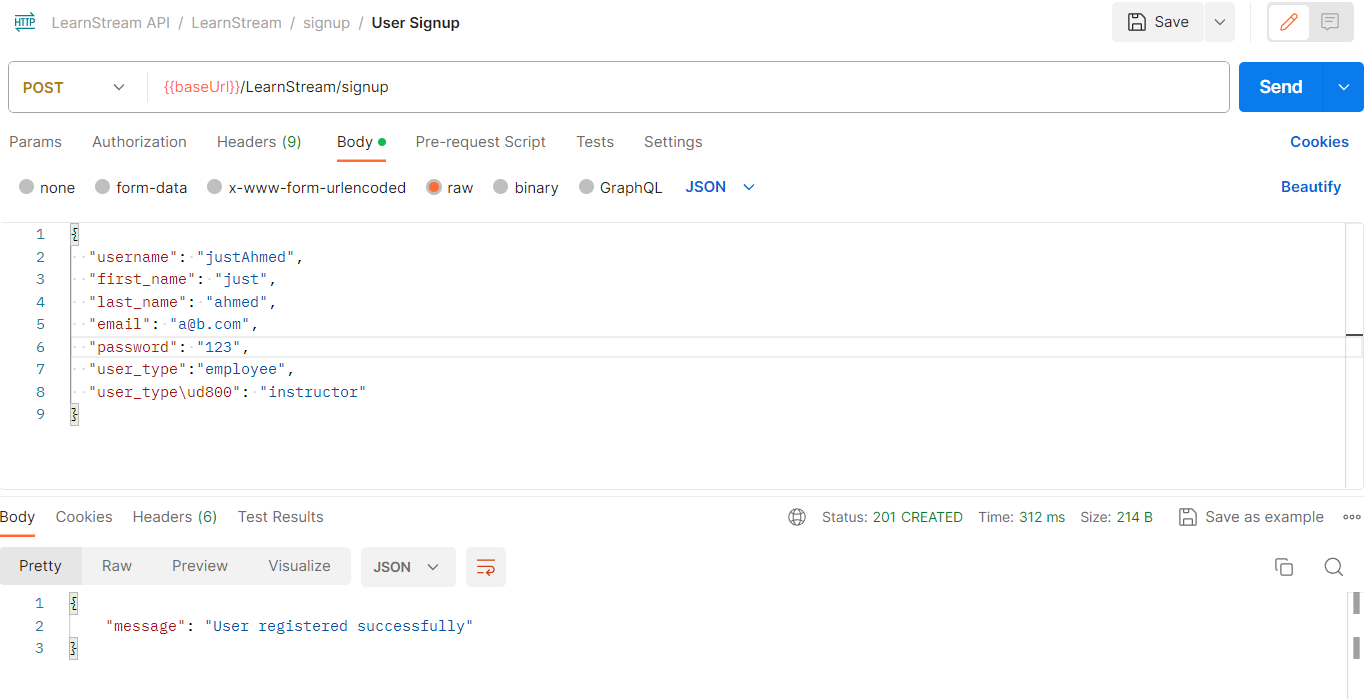 HTTP LearnStream API / LearnStream / signup / User Signup Save
POST {{baseUrl}}/LearnStream/signup Send
Params Authorization Headers (9) Body Pre-request Script Tests Settings Cookies
none form-data x-www-form-urlencoded raw binary GraphQL JSON Beautify
1 {
2 "username": "justAhmed",
3 "first_name": "just",
4 "last_name": "ahmed",
5 "email": "a@b.com",
6 "password": "123",
7 "user_type":"employee",
8 "user_type\ud800": "instructor"
9 }
Body Cookies Headers (6) Test Results Status: 201 CREATED Time: 312 ms Size: 214 B Save as example
Pretty Raw Preview Visualize JSON
1 {
2 "message": "User registered successfully"
3 }